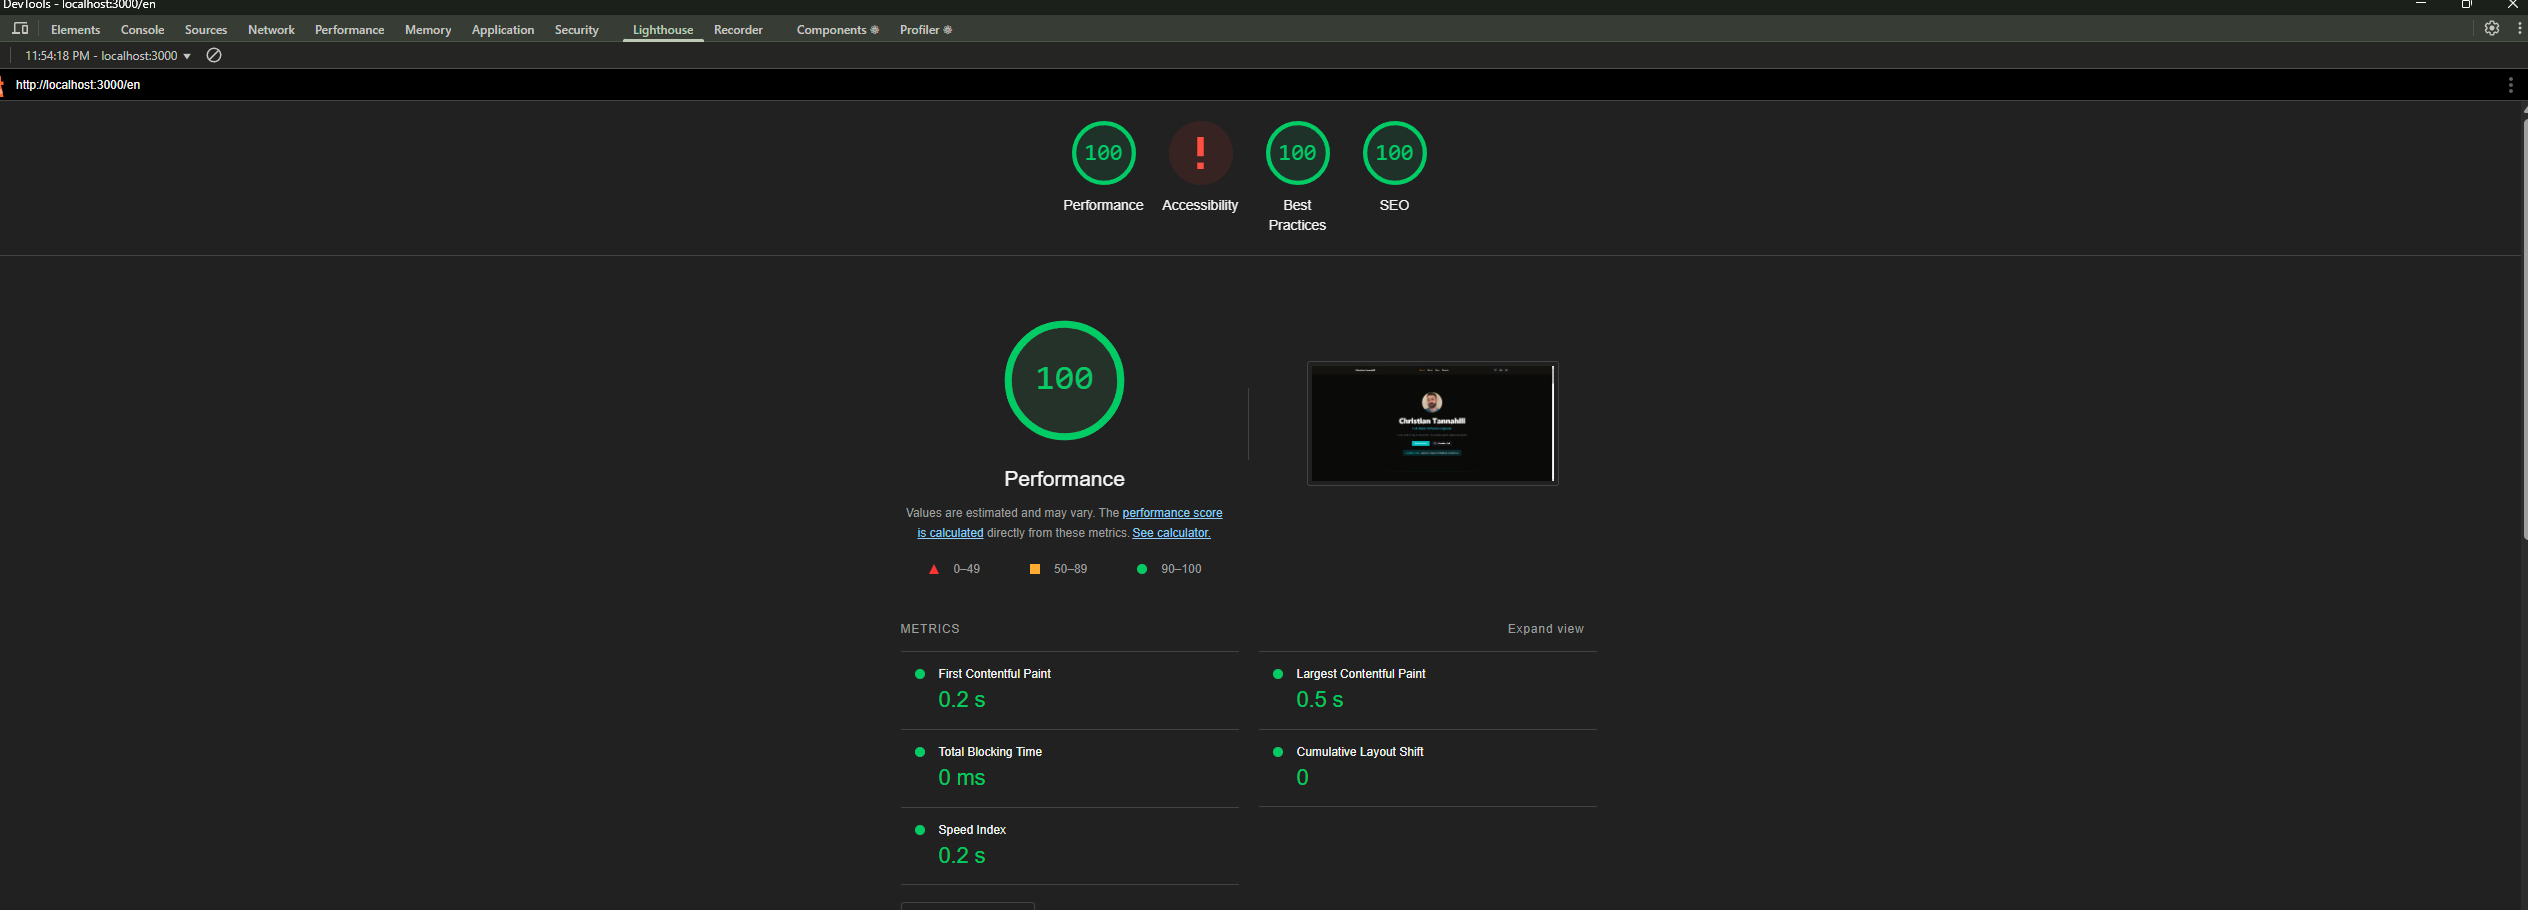 DevTools - localhost:3000/en
Elements Console Sources Network Performance Memory Application Security Lighthouse Recorder Components Profiler
11:54:18 PM - localhost:3000
http://localhost:3000/en
100 ! 100 100
Performance Accessibility Best Practices SEO
100
Christian Tannahill
Performance
Values are estimated and may vary. The performance score
is calculated directly from these metrics. See calculator.
0–49 50–89 90–100
METRICS Expand view
First Contentful Paint
0.2 s
Largest Contentful Paint
0.5 s
Total Blocking Time
0 ms
Cumulative Layout Shift
0
Speed Index
0.2 s